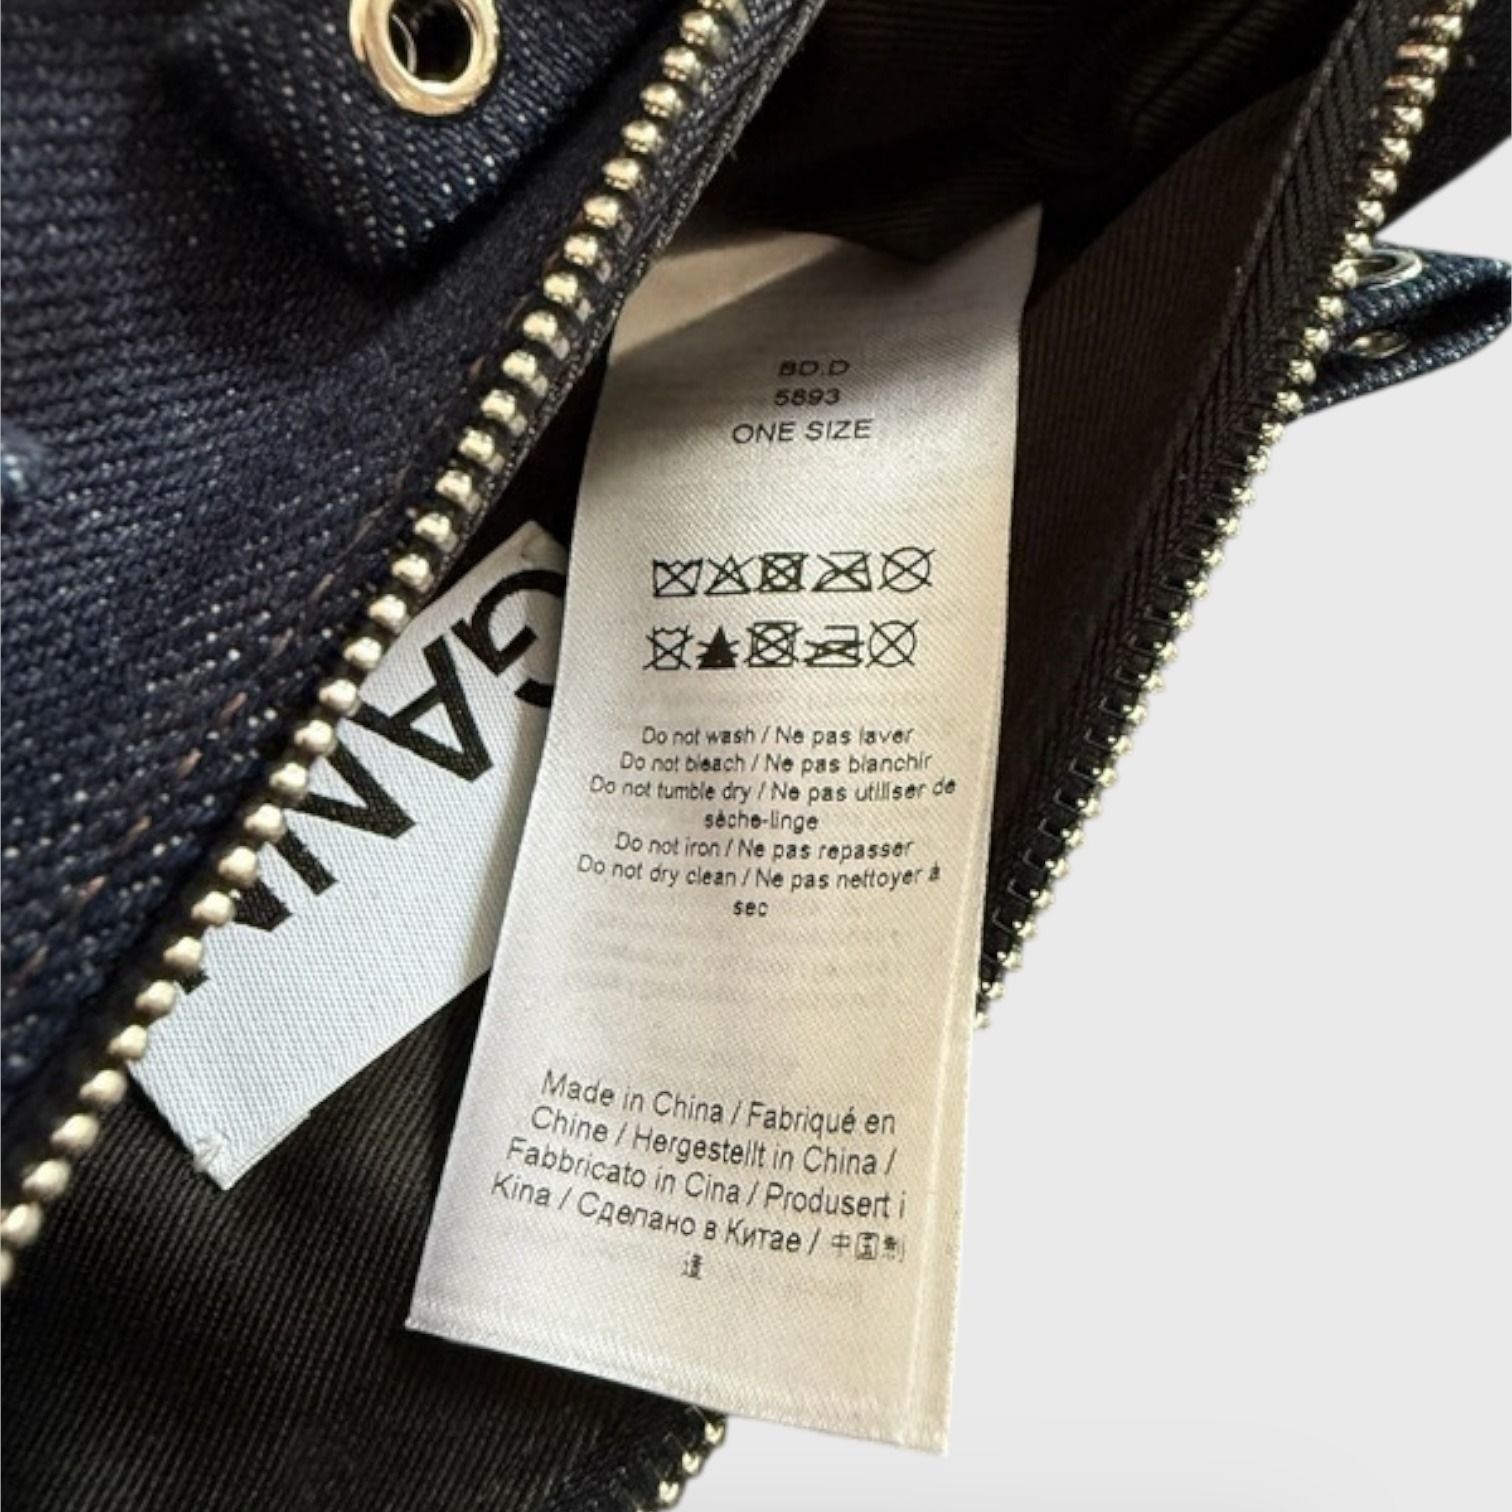 BD.D
5893
ONE SIZE
Do not wash / Ne pas laver
Do not bleach / Ne pas blanchir
Do not tumble dry / Ne pas utiliser de
sèche-linge
Do not iron / Ne pas repasser
Do not dry clean / Ne pas nettoyer à
sec
Made in China / Fabriqué en
Chine / Hergestellt in China /
Fabbricato in Cina / Produsert i
Kina / Сделано в Китае / 中国制
造
GANN